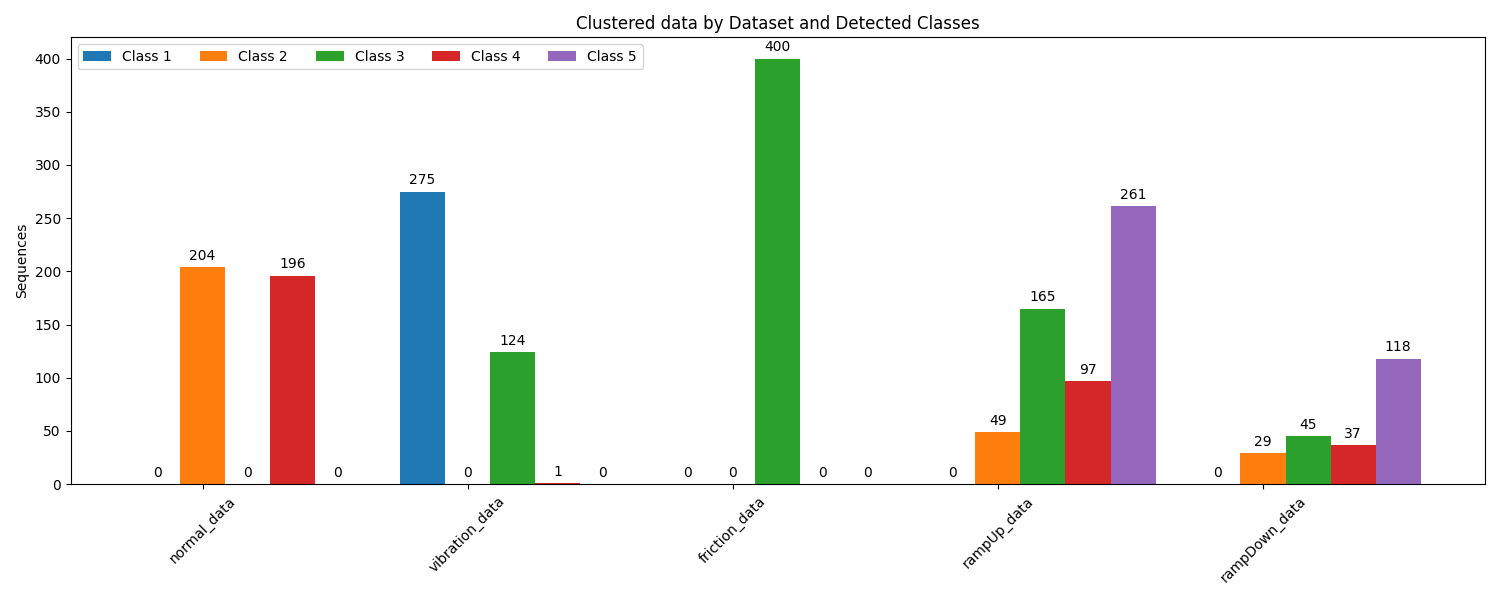 Clustered data by Dataset and Detected Classes
Class 1 Class 2 Class 3 Class 4 Class 5
Sequences
400
350
300
250
200
150
100
50
0
0 204 0 196 0
275 0 124 1 0
0 0 400 0 0
0 49 165 97 261
0 29 45 37 118
normal_data vibration_data friction_data rampUp_data rampDown_data